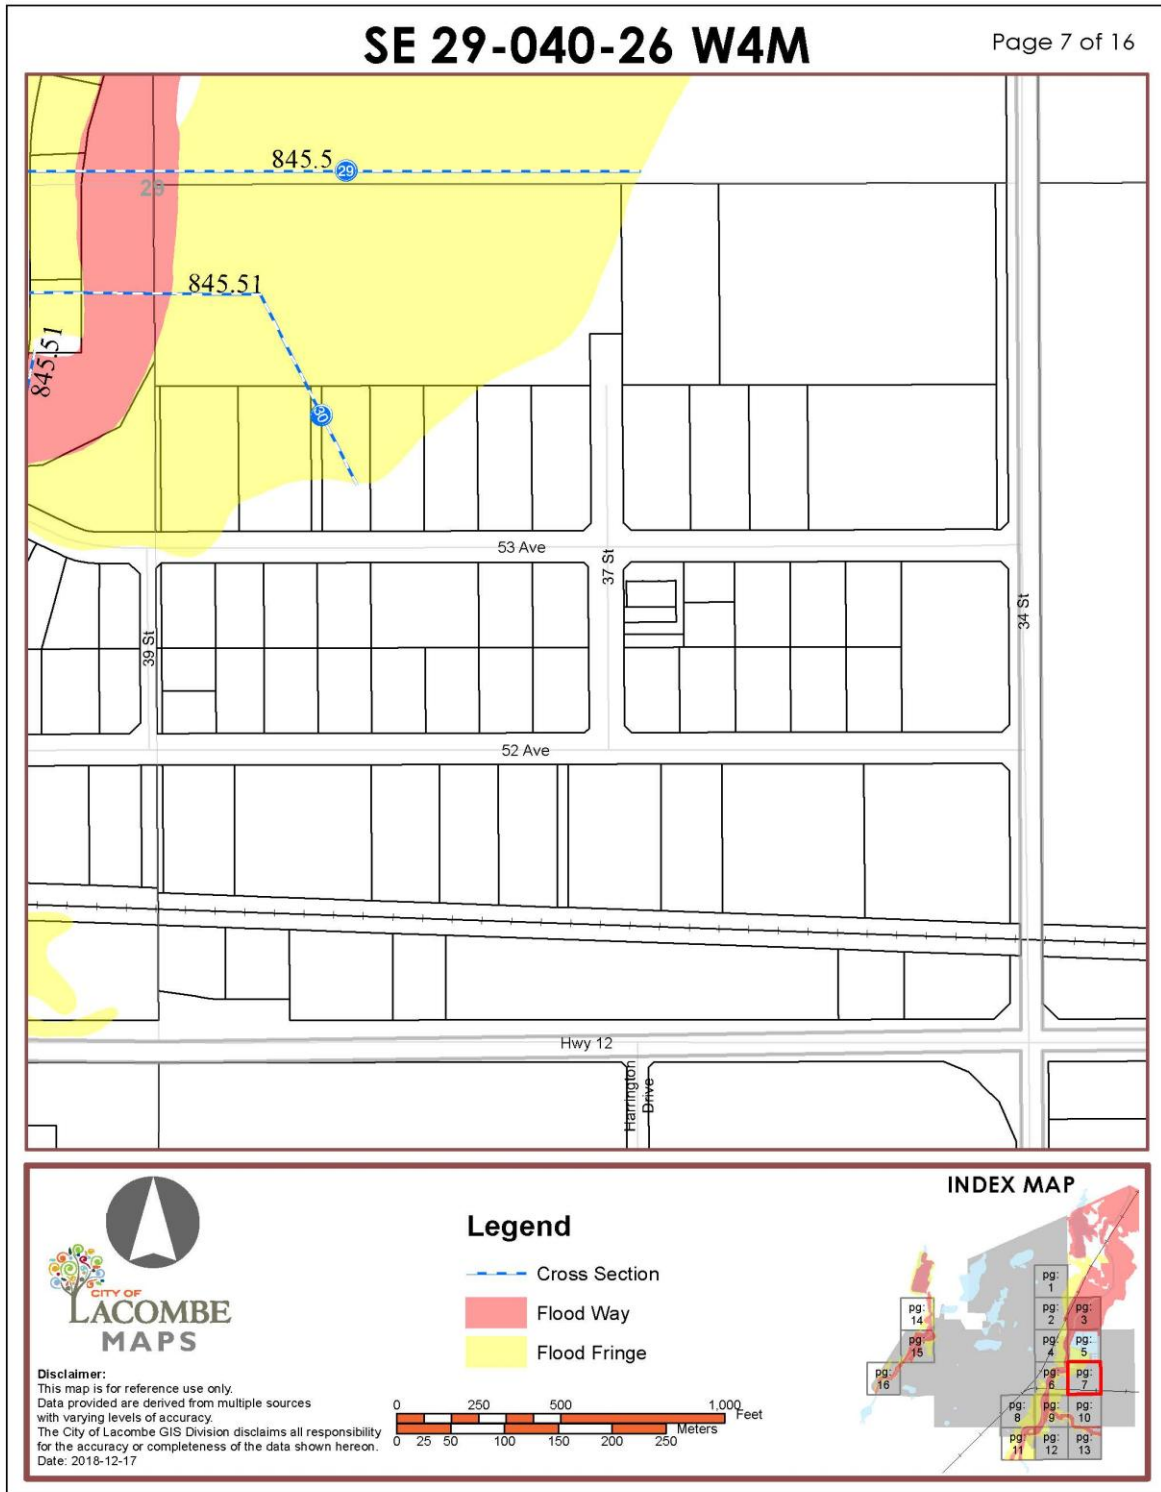 SE 29-040-26 W4M
Page 7 of 16
845.5
29
29
845.51
845.51
30
53 Ave
37 St
39 St
34 St
52 Ave
Hwy 12
Harrington
Drive
CITY OF
LACOMBE
MAPS
Disclaimer:
This map is for reference use only.
Data provided are derived from multiple sources
with varying levels of accuracy.
The City of Lacombe GIS Division disclaims all responsibility
for the accuracy or completeness of the data shown hereon.
Date: 2018-12-17
Legend
Cross Section
Flood Way
Flood Fringe
0 250 500 1,000
Feet
Meters
0 25 50 100 150 200 250
INDEX MAP
pg:
1
pg:
2
pg:
3
pg:
4
pg:
5
pg:
6
pg:
7
pg:
8
pg:
9
pg:
10
pg:
11
pg:
12
pg:
13
pg:
14
pg:
15
pg:
16